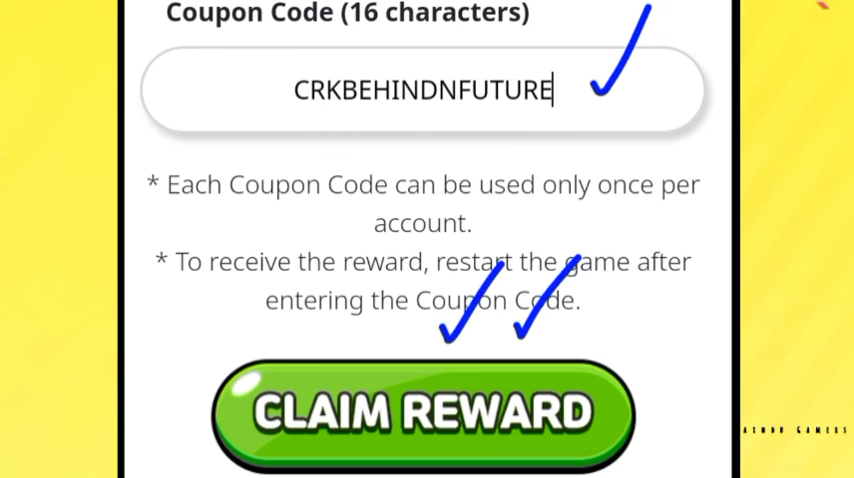 Coupon Code (16 characters)
CRKBEHINDNFUTURE
* Each Coupon Code can be used only once per
account.
* To receive the reward, restart the game after
entering the Coupon Code.
CLAIM REWARD